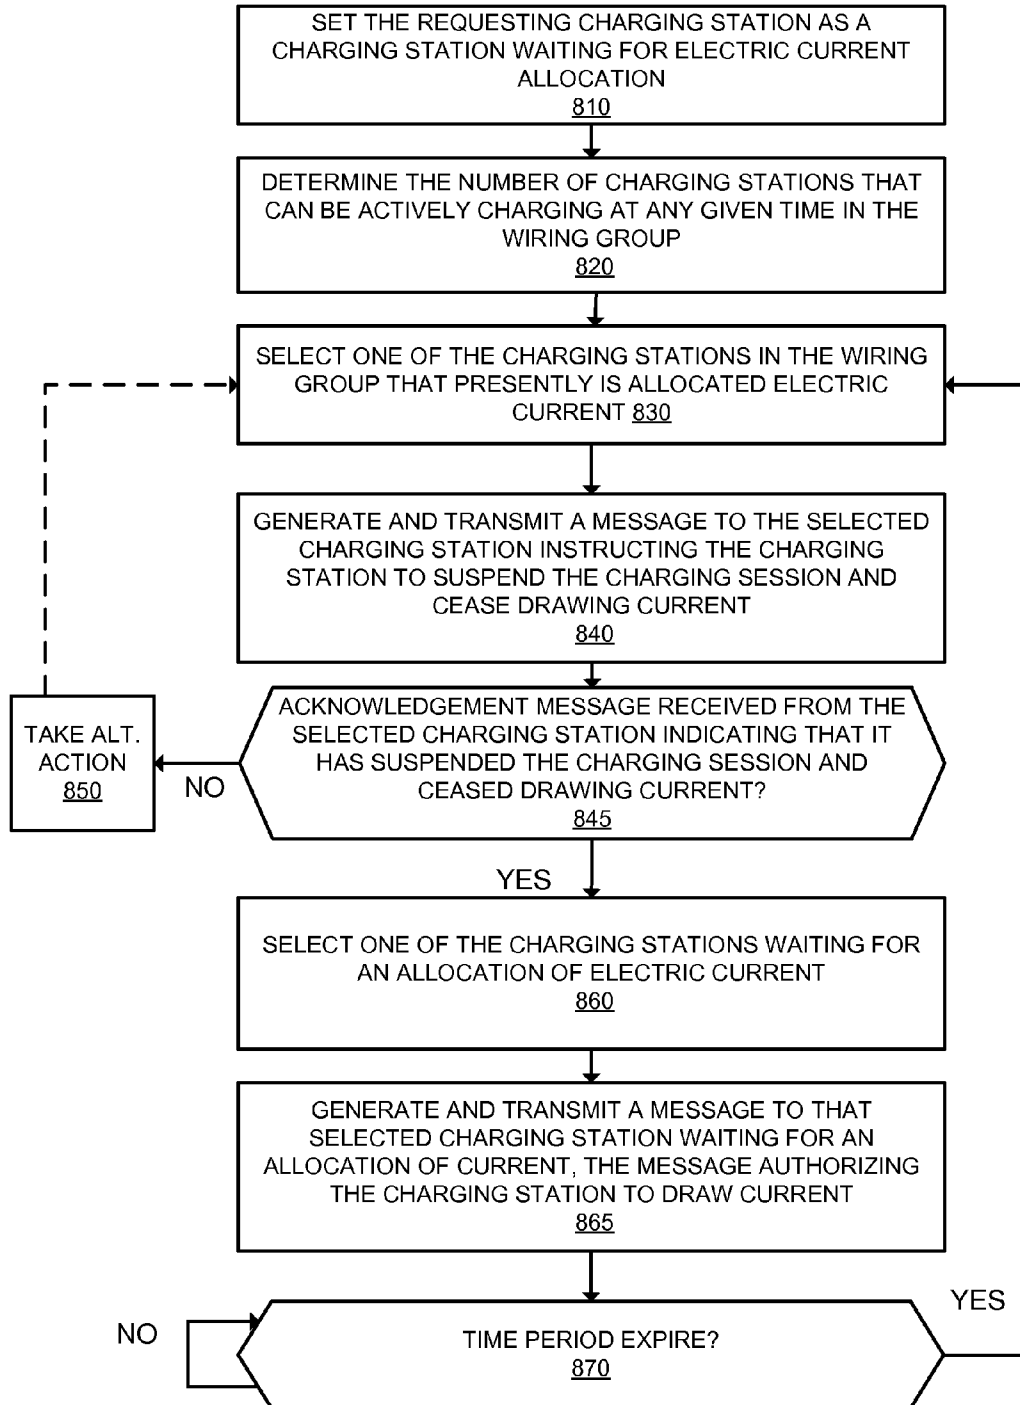 SET THE REQUESTING CHARGING STATION AS A
CHARGING STATION WAITING FOR ELECTRIC CURRENT
ALLOCATION
810
DETERMINE THE NUMBER OF CHARGING STATIONS THAT
CAN BE ACTIVELY CHARGING AT ANY GIVEN TIME IN THE
WIRING GROUP
820
SELECT ONE OF THE CHARGING STATIONS IN THE WIRING
GROUP THAT PRESENTLY IS ALLOCATED ELECTRIC
CURRENT 830
GENERATE AND TRANSMIT A MESSAGE TO THE SELECTED
CHARGING STATION INSTRUCTING THE CHARGING
STATION TO SUSPEND THE CHARGING SESSION AND
CEASE DRAWING CURRENT
840
ACKNOWLEDGEMENT MESSAGE RECEIVED FROM THE
SELECTED CHARGING STATION INDICATING THAT IT
HAS SUSPENDED THE CHARGING SESSION AND
CEASED DRAWING CURRENT?
845
NO
TAKE ALT.
ACTION
850
YES
SELECT ONE OF THE CHARGING STATIONS WAITING FOR
AN ALLOCATION OF ELECTRIC CURRENT
860
GENERATE AND TRANSMIT A MESSAGE TO THAT
SELECTED CHARGING STATION WAITING FOR AN
ALLOCATION OF CURRENT, THE MESSAGE AUTHORIZING
THE CHARGING STATION TO DRAW CURRENT
865
YES
NO
TIME PERIOD EXPIRE?
870